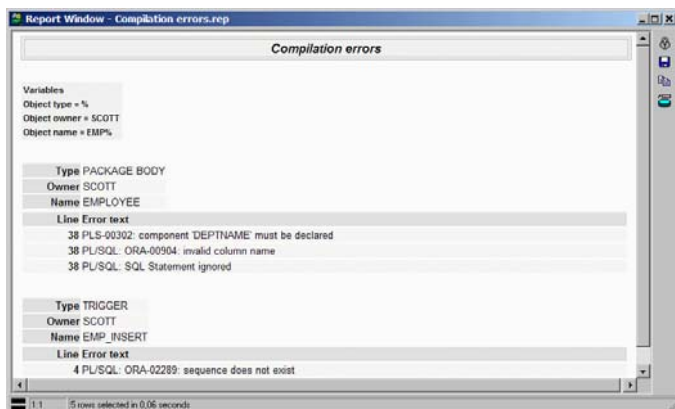 Report Window - Compilation errors.rep
Compilation errors
Variables
Object type = %
Object owner = SCOTT
Object name = EMP%
Type PACKAGE BODY
Owner SCOTT
Name EMPLOYEE
Line Error text
38 PLS-00302: component 'DEPTNAME' must be declared
38 PL/SQL: ORA-00904: invalid column name
38 PL/SQL: SQL Statement ignored
Type TRIGGER
Owner SCOTT
Name EMP_INSERT
Line Error text
4 PL/SQL: ORA-02289: sequence does not exist
1:1 5 rows selected in 0.06 seconds